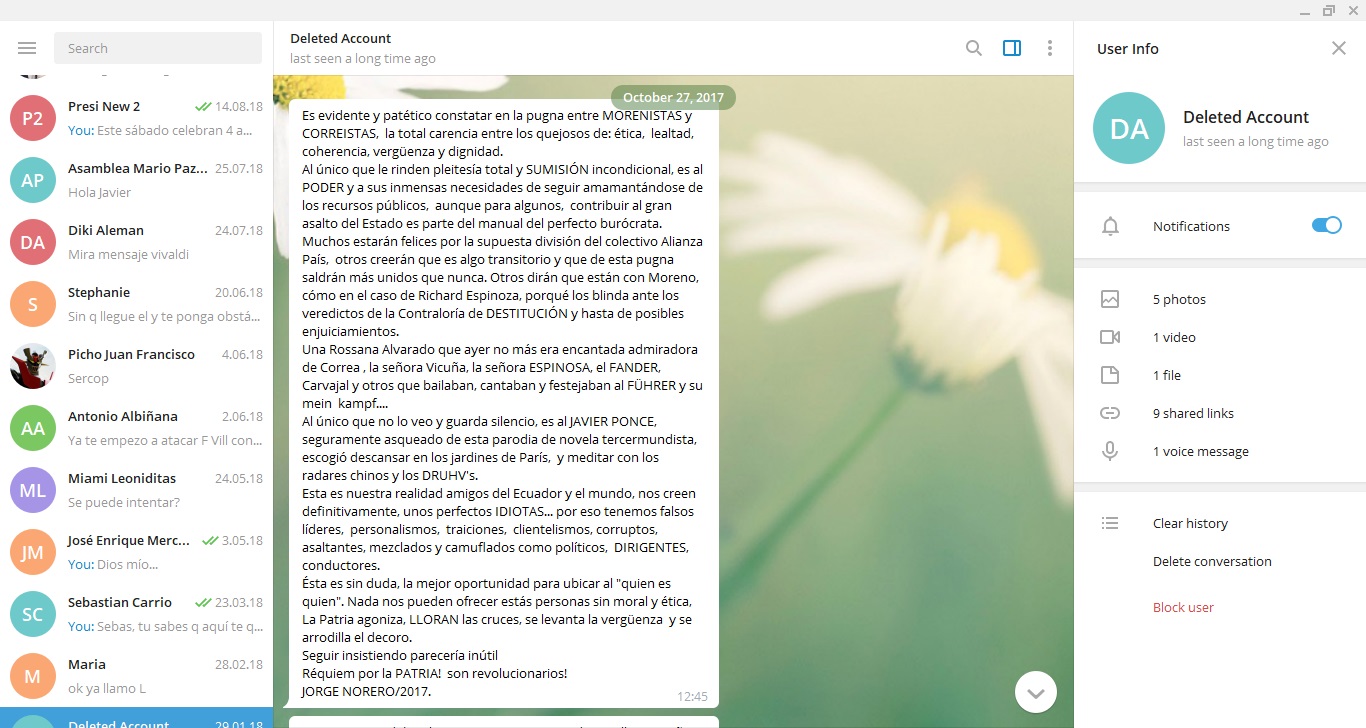 Search
Presi New 2
14.08.18
You: Este sábado celebran 4 a...
Asamblea Mario Paz...
25.07.18
Hola Javier
Diki Aleman
24.07.18
Mira mensaje vivaldi
Stephanie
20.06.18
Sin q llegue el y te ponga obstá...
Picho Juan Francisco
4.06.18
Sercop
Antonio Albiñana
2.06.18
Ya te empezo a atacar F Vill con...
Miami Leoniditas
24.05.18
Se puede intentar?
José Enrique Merc...
3.05.18
You: Dios mío...
Sebastian Carrio
23.03.18
You: Sebas, tu sabes q aquí te q...
Maria
28.02.18
ok ya llamo L
Deleted Account
29.01.18
P2
AP
DA
S
AA
ML
JM
SC
M
Deleted Account
last seen a long time ago
October 27, 2017
Es evidente y patético constatar en la pugna entre MORENISTAS y
CORREISTAS, la total carencia entre los quejosos de: ética, lealtad,
coherencia, vergüenza y dignidad.
Al único que le rinden pleitesía total y SUMISIÓN incondicional, es al
PODER y a sus inmensas necesidades de seguir amamantándose de
los recursos públicos, aunque para algunos, contribuir al gran
asalto del Estado es parte del manual del perfecto burócrata.
Muchos estarán felices por la supuesta división del colectivo Alianza
País, otros creerán que es algo transitorio y que de esta pugna
saldrán más unidos que nunca. Otros dirán que están con Moreno,
cómo en el caso de Richard Espinoza, porqué los blinda ante los
veredictos de la Contraloría de DESTITUCIÓN y hasta de posibles
enjuiciamientos.
Una Rossana Alvarado que ayer no más era encantada admiradora
de Correa , la señora Vicuña, la señora ESPINOSA, el FANDER,
Carvajal y otros que bailaban, cantaban y festejaban al FÜHRER y su
mein kampf....
Al único que no lo veo y guarda silencio, es al JAVIER PONCE,
seguramente asqueado de esta parodia de novela tercermundista,
escogió descansar en los jardines de París, y meditar con los
radares chinos y los DRUHV's.
Esta es nuestra realidad amigos del Ecuador y el mundo, nos creen
definitivamente, unos perfectos IDIOTAS... por eso tenemos falsos
líderes, personalismos, traiciones, clientelismos, corruptos,
asaltantes, mezclados y camuflados como políticos, DIRIGENTES,
conductores.
Ésta es sin duda, la mejor oportunidad para ubicar al "quien es
quien". Nada nos pueden ofrecer estás personas sin moral y ética,
La Patria agoniza, LLORAN las cruces, se levanta la vergüenza y se
arrodilla el decoro.
Seguir insistiendo parecería inútil
Réquiem por la PATRIA! son revolucionarios!
JORGE NORERO/2017.
12:45
User Info
DA
Deleted Account
last seen a long time ago
Notifications
5 photos
1 video
1 file
9 shared links
1 voice message
Clear history
Delete conversation
Block user